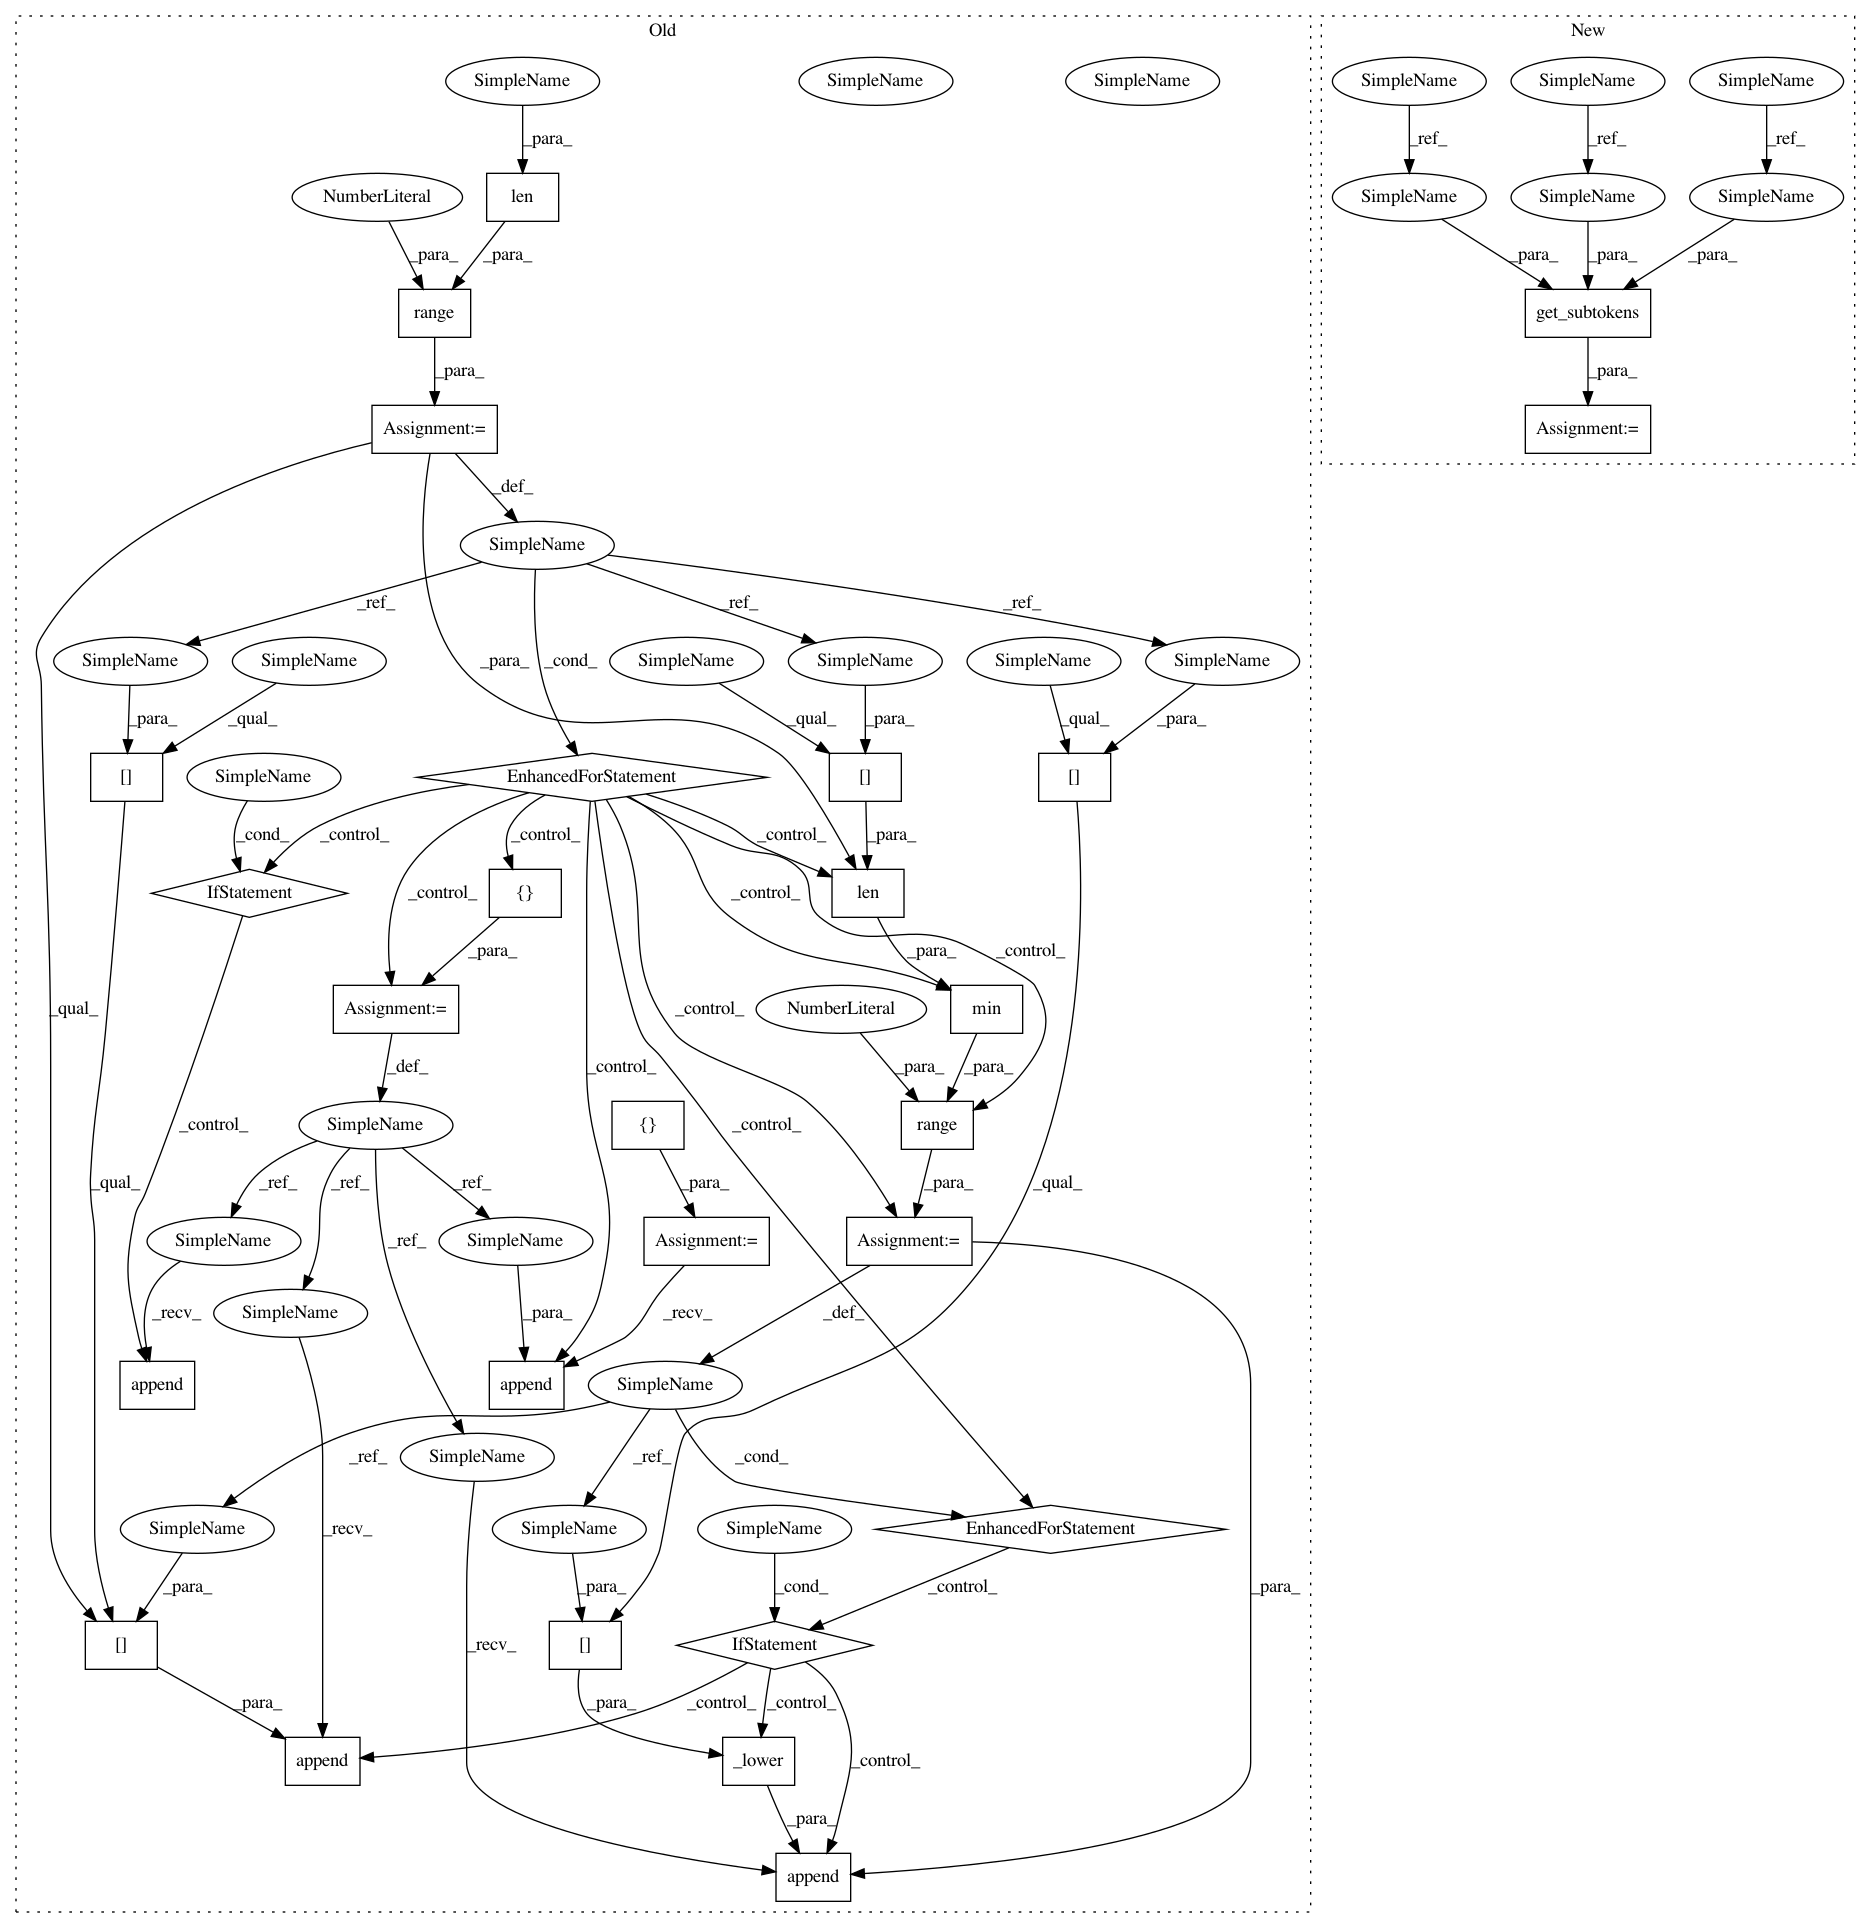 Old
New
SimpleName
SimpleName
SimpleName
SimpleName
SimpleName
SimpleName
_para_
_ref_
_ref_
_ref_
NumberLiteral
len
SimpleName
SimpleName
SimpleName
_para_
_para_
_para_
_para_
_para_
range
get_subtokens
_para_
_para_
Assignment:=
Assignment:=
_def_
SimpleName
_ref_
_ref_
_ref_
SimpleName
SimpleName
_para_
_cond_
SimpleName
SimpleName
SimpleName
SimpleName
_para_
_qual_
_qual_
_para_
_qual_
_para_
[]
SimpleName
EnhancedForStatement
[]
[]
_cond_
_control_
_control_
_control_
_para_
IfStatement
_control_
{}
_control_
len
_para_
_para_
_control_
_qual_
Assignment:=
_control_
NumberLiteral
min
_def_
_control_
_para_
_para_
_control_
SimpleName
{}
_control_
range
_qual_
_ref_
_ref_
_ref_
_para_
_para_
_qual_
SimpleName
_ref_
SimpleName
Assignment:=
Assignment:=
_recv_
SimpleName
_para_
_recv_
_def_
append
append
SimpleName
_ref_
SimpleName
_ref_
_cond_
SimpleName
_recv_
SimpleName
SimpleName
EnhancedForStatement
_para_
_para_
_cond_
_control_
_para_
[]
_recv_
[]
IfStatement
_para_
_para_
_control_
_control_
append
_lower
_control_
_para_
append